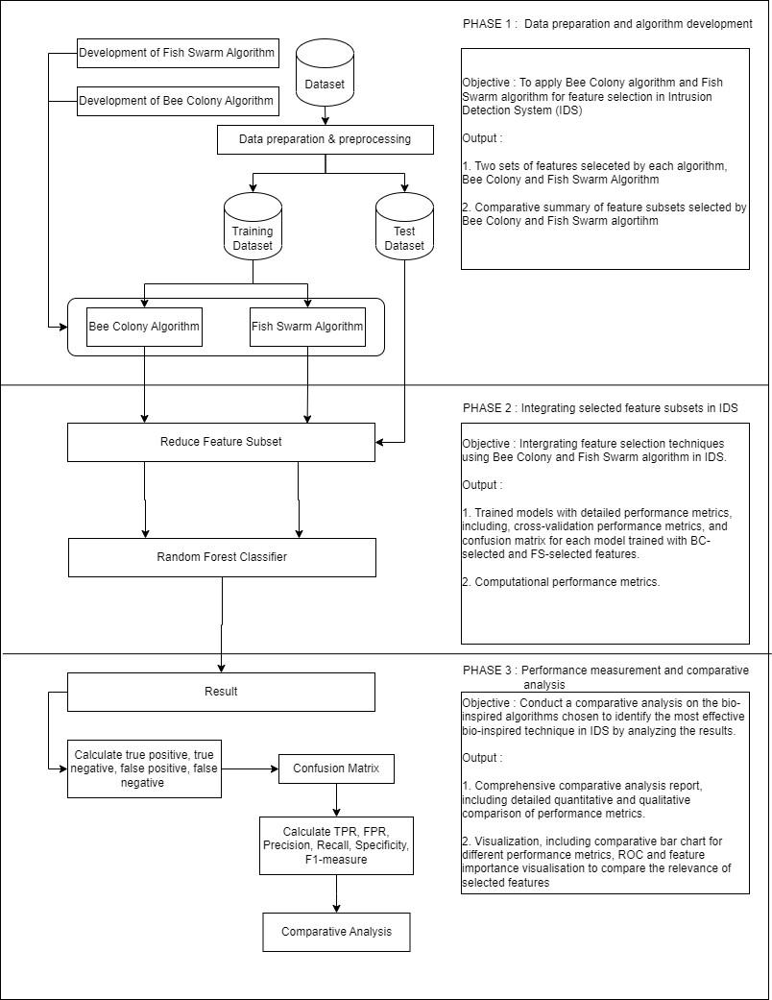 PHASE 1 :  Data preparation and algorithm development
Development of Fish Swarm Algorithm
Development of Bee Colony Algorithm
Dataset
Data preparation & preprocessing
Training
Dataset
Test
Dataset
Bee Colony Algorithm
Fish Swarm Algorithm
Objective : To apply Bee Colony algorithm and Fish
Swarm algorithm for feature selection in Intrusion
Detection System (IDS)
Output :
1. Two sets of features seleceted by each algorithm,
Bee Colony and Fish Swarm Algorithm
2. Comparative summary of feature subsets selected by
Bee Colony and Fish Swarm algortihm
PHASE 2 : Integrating selected feature subsets in IDS
Reduce Feature Subset
Random Forest Classifier
Objective : Intergrating feature selection techniques
using Bee Colony and Fish Swarm algorithm in IDS.
Output :
1. Trained models with detailed performance metrics,
including, cross-validation performance metrics, and
confusion matrix for each model trained with BC-
selected and FS-selected features.
2. Computational performance metrics.
PHASE 3 : Performance measurement and comparative
analysis
Result
Calculate true positive, true
negative, false positive, false
negative
Confusion Matrix
Calculate TPR, FPR,
Precision, Recall, Specificity,
F1-measure
Comparative Analysis
Objective : Conduct a comparative analysis on the bio-
inspired algorithms chosen to identify the most effective
bio-inspired technique in IDS by analyzing the results.
Output :
1. Comprehensive comparative analysis report,
including detailed quantitative and qualitative
comparison of performance metrics.
2. Visualization, including comparative bar chart for
different performance metrics, ROC and feature
importance visualisation to compare the relevance of
selected features